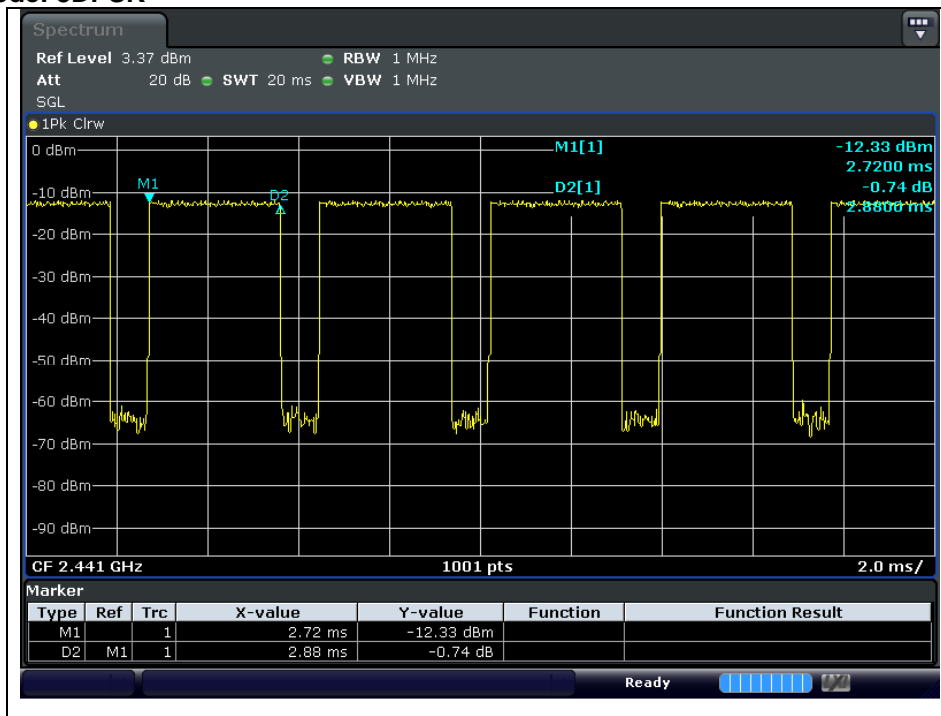 Spectrum
Ref Level 3.37 dBm RBW 1 MHz
Att 20 dB SWT 20 ms VBW 1 MHz
SGL
1Pk Clrw
0 dBm
-10 dBm
-20 dBm
-30 dBm
-40 dBm
-50 dBm
-60 dBm
-70 dBm
-80 dBm
-90 dBm
M1
D2
M1[1] -12.33 dBm
2.7200 ms
D2[1] -0.74 dB
2.8800 ms
CF 2.441 GHz 1001 pts 2.0 ms/
Marker
Type Ref Trc X-value Y-value Function Function Result
M1 1 2.72 ms -12.33 dBm
D2 M1 1 2.88 ms -0.74 dB
Ready